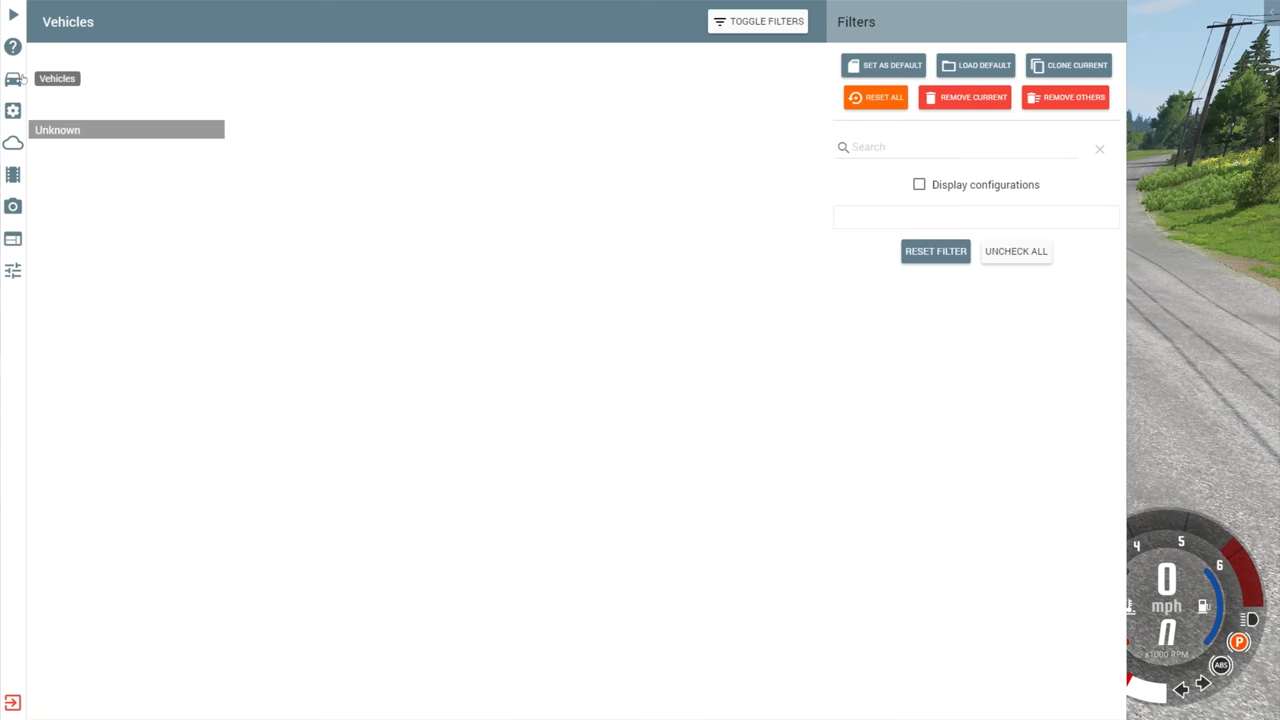 Vehicles
TOGGLE FILTERS
Filters
SET AS DEFAULT
LOAD DEFAULT
CLONE CURRENT
Vehicles
RESET ALL
REMOVE CURRENT
REMOVE OTHERS
Unknown
Search
Display configurations
RESET FILTER
UNCHECK ALL
4
5
6
0
mph
n
x1000 RPM
P
ABS